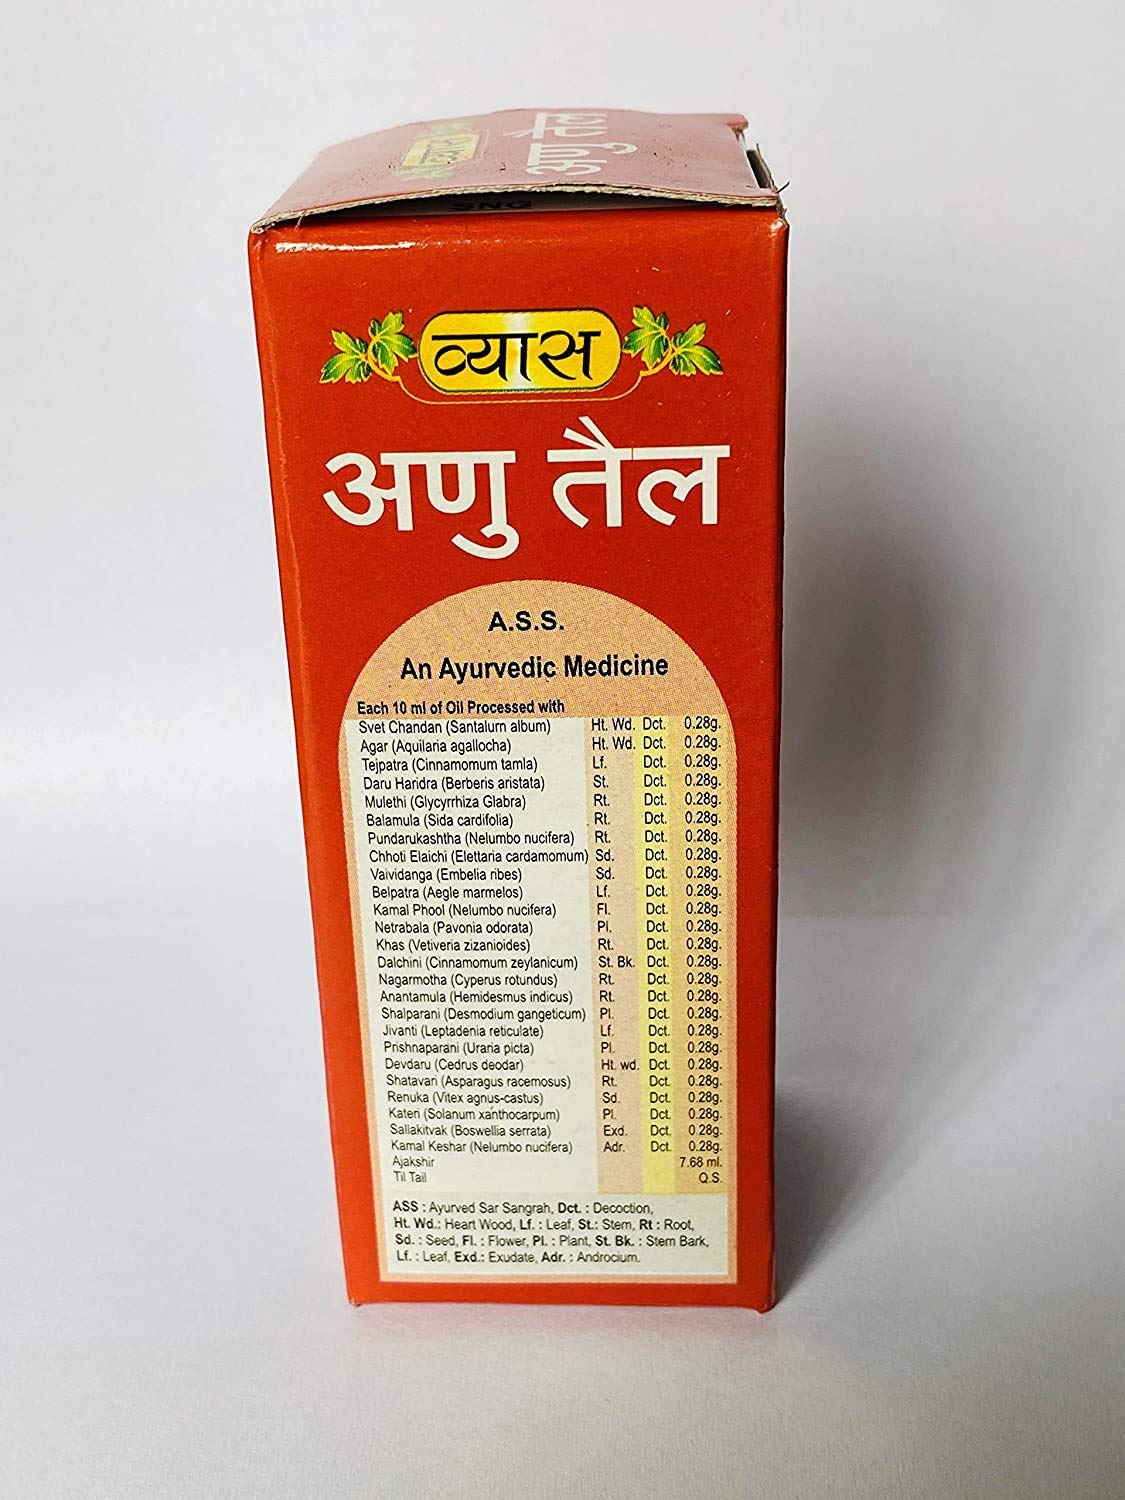 व्यास अणु तैल
SNG
व्यास
अणु तैल
A.S.S.
An Ayurvedic Medicine
Each 10 ml of Oil Processed with
Svet Chandan (Santalurn album) Ht. Wd. Dct. 0.28g.
Agar (Aquilaria agallocha) Ht. Wd. Dct. 0.28g.
Tejpatra (Cinnamomum tamla) Lf. Dct. 0.28g.
Daru Haridra (Berberis aristata) St. Dct. 0.28g.
Mulethi (Glycyrrhiza Glabra) Rt. Dct. 0.28g.
Balamula (Sida cardifolia) Rt. Dct. 0.28g.
Pundarukashtha (Nelumbo nucifera) Rt. Dct. 0.28g.
Chhoti Elaichi (Elettaria cardamomum) Sd. Dct. 0.28g.
Vaividanga (Embelia ribes) Sd. Dct. 0.28g.
Belpatra (Aegle marmelos) Lf. Dct. 0.28g.
Kamal Phool (Nelumbo nucifera) Fl. Dct. 0.28g.
Netrabala (Pavonia odorata) Pl. Dct. 0.28g.
Khas (Vetiveria zizanioides) Rt. Dct. 0.28g.
Dalchini (Cinnamomum zeylanicum) St. Bk. Dct. 0.28g.
Nagarmotha (Cyperus rotundus) Rt. Dct. 0.28g.
Anantamula (Hemidesmus indicus) Rt. Dct. 0.28g.
Shalparani (Desmodium gangeticum) Pl. Dct. 0.28g.
Jivanti (Leptadenia reticulate) Lf. Dct. 0.28g.
Prishnaparani (Uraria picta) Pl. Dct. 0.28g.
Devdaru (Cedrus deodar) Ht. wd. Dct. 0.28g.
Shatavari (Asparagus racemosus) Rt. Dct. 0.28g.
Renuka (Vitex agnus-castus) Sd. Dct. 0.28g.
Kateri (Solanum xanthocarpum) Pl. Dct. 0.28g.
Sallakitvak (Boswellia serrata) Exd. Dct. 0.28g.
Kamal Keshar (Nelumbo nucifera) Adr. Dct. 0.28g.
Ajakshir 7.68 ml.
Til Tail Q.S.
ASS : Ayurved Sar Sangrah, Dct. : Decoction,
Ht. Wd.: Heart Wood, Lf. : Leaf, St.: Stem, Rt : Root,
Sd. : Seed, Fl. : Flower, Pl. : Plant, St. Bk. : Stem Bark,
Lf. : Leaf, Exd.: Exudate, Adr. : Androcium.